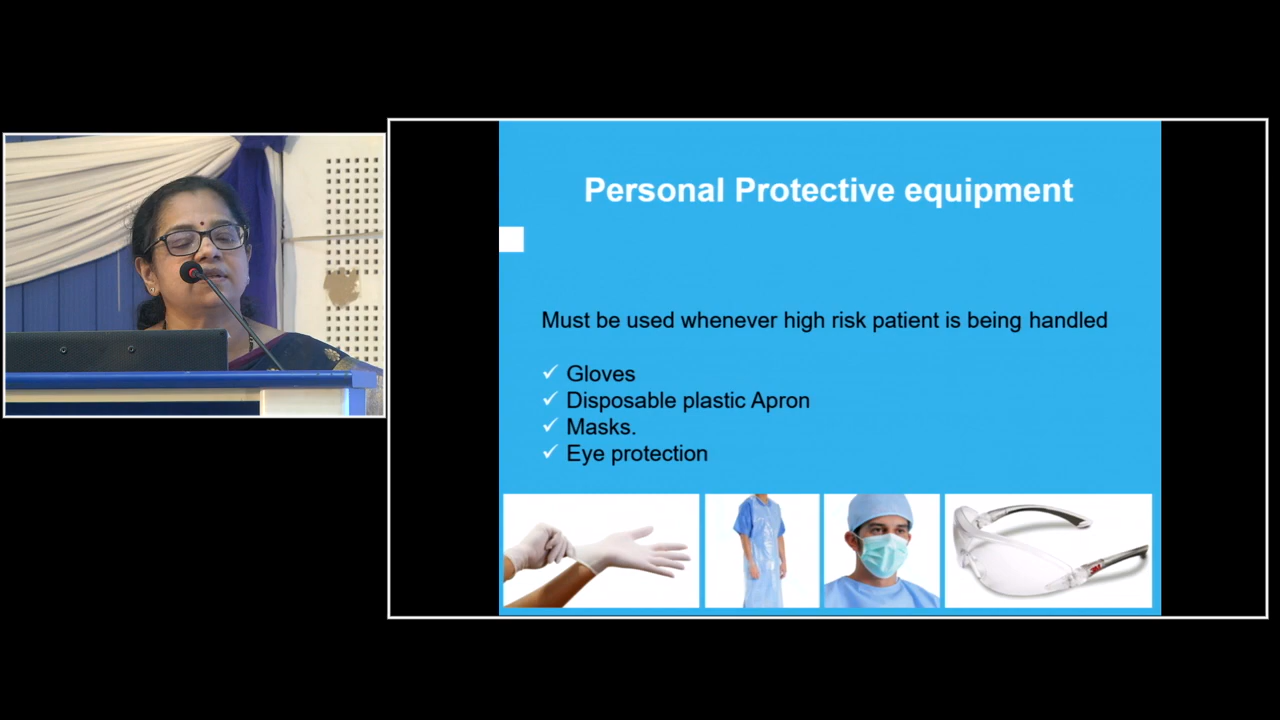 Personal Protective equipment
Must be used whenever high risk patient is being handled
Gloves
Disposable plastic Apron
Masks.
Eye protection
3M